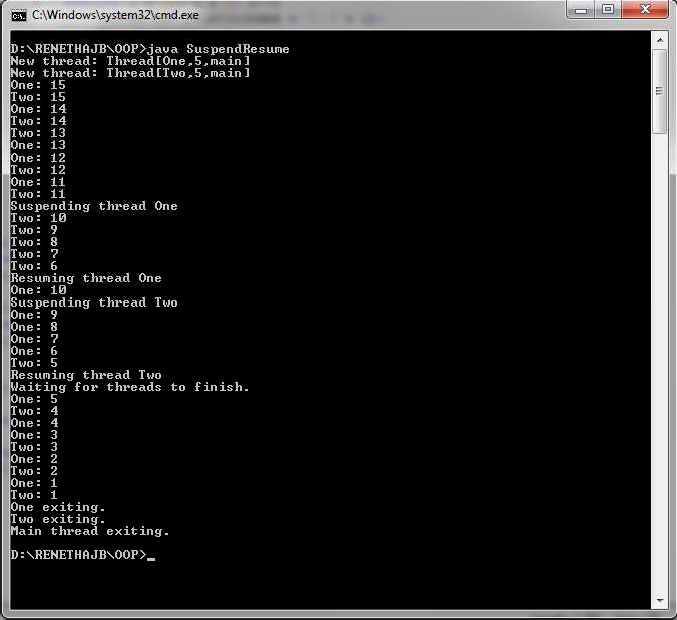 C:\Windows\system32\cmd.exe
D:\RENETHAJB\OOP>java SuspendResume
New thread: Thread[One,5,main]
New thread: Thread[Two,5,main]
One: 15
Two: 15
One: 14
Two: 14
Two: 13
One: 13
One: 12
Two: 12
One: 11
Two: 11
Suspending thread One
Two: 10
Two: 9
Two: 8
Two: 7
Two: 6
Resuming thread One
One: 10
Suspending thread Two
One: 9
One: 8
One: 7
One: 6
Two: 5
Resuming thread Two
Waiting for threads to finish.
One: 5
Two: 4
One: 4
One: 3
Two: 3
One: 2
Two: 2
One: 1
Two: 1
One exiting.
Two exiting.
Main thread exiting.
D:\RENETHAJB\OOP>_